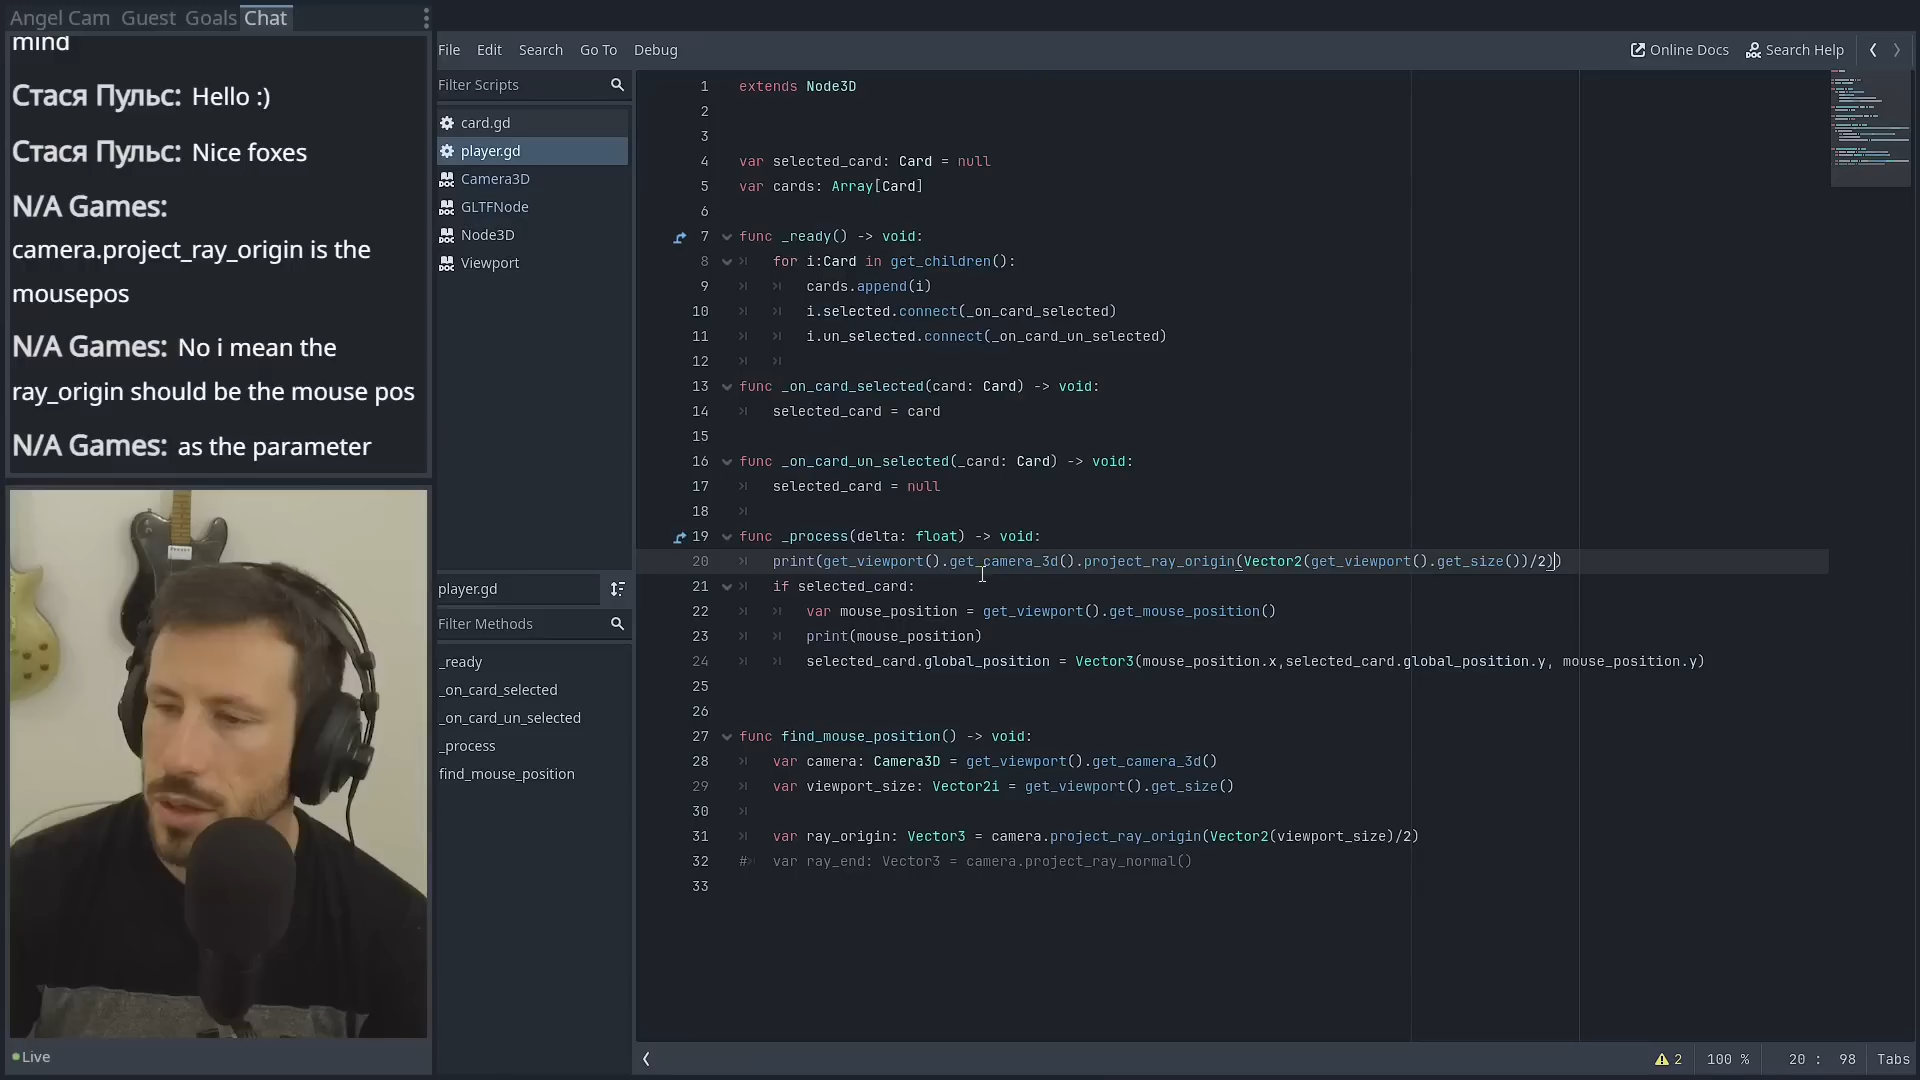 Angel Cam Guest Goals Chat
mind
Стася Пульс: Hello :)
Стася Пульс: Nice foxes
N/A Games:
camera.project_ray_origin is the
mousepos
N/A Games: No i mean the
ray_origin should be the mouse pos
N/A Games: as the parameter
Live
File Edit Search Go To Debug
Online Docs Search Help
Filter Scripts
card.gd
player.gd
Camera3D
GLTFNode
Node3D
Viewport
player.gd
Filter Methods
_ready
_on_card_selected
_on_card_un_selected
_process
find_mouse_position
1 extends Node3D
2
3
4 var selected_card: Card = null
5 var cards: Array[Card]
6
7 func _ready() -> void:
8 for i:Card in get_children():
9 cards.append(i)
10 i.selected.connect(_on_card_selected)
11 i.un_selected.connect(_on_card_un_selected)
12
13 func _on_card_selected(card: Card) -> void:
14 selected_card = card
15
16 func _on_card_un_selected(_card: Card) -> void:
17 selected_card = null
18
19 func _process(delta: float) -> void:
20 print(get_viewport().get_camera_3d().project_ray_origin(Vector2(get_viewport().get_size())/2))
21 if selected_card:
22 var mouse_position = get_viewport().get_mouse_position()
23 print(mouse_position)
24 selected_card.global_position = Vector3(mouse_position.x,selected_card.global_position.y, mouse_position.y)
25
26
27 func find_mouse_position() -> void:
28 var camera: Camera3D = get_viewport().get_camera_3d()
29 var viewport_size: Vector2i = get_viewport().get_size()
30
31 var ray_origin: Vector3 = camera.project_ray_origin(Vector2(viewport_size)/2)
32 # var ray_end: Vector3 = camera.project_ray_normal()
33
2 100 % 20 : 98 Tabs